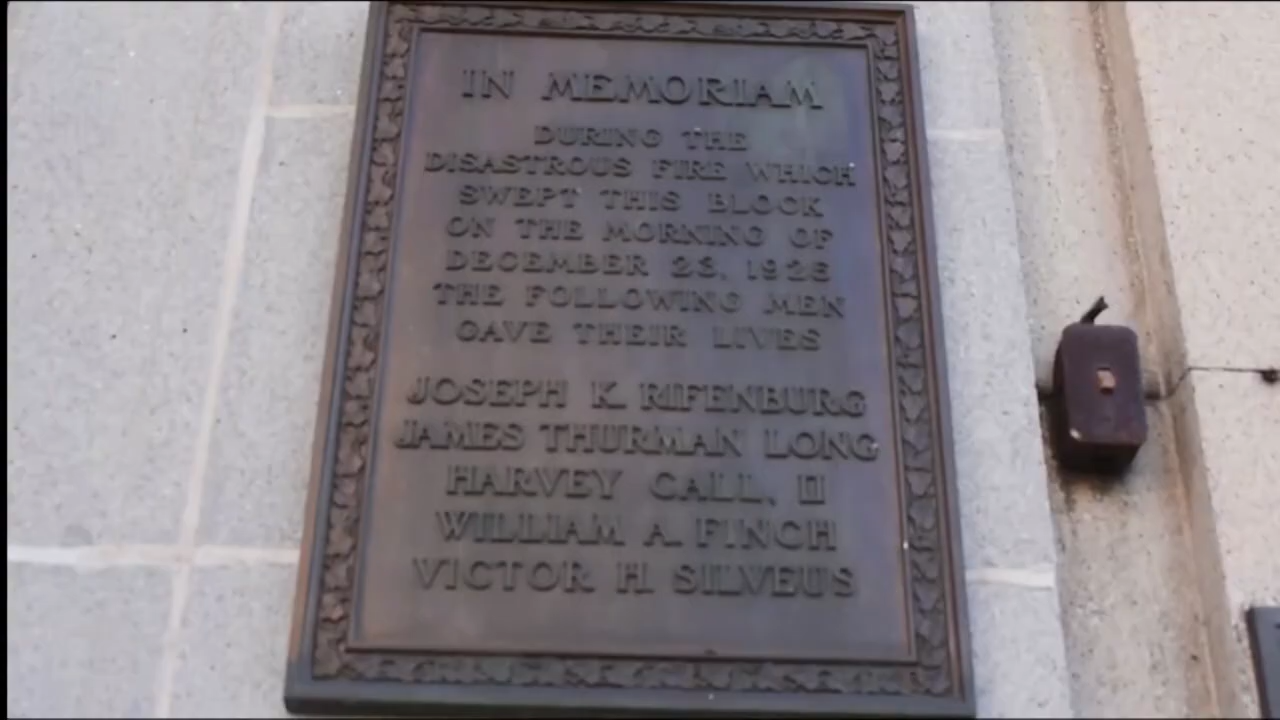 IN MEMORIAM
DURING THE
DISASTROUS FIRE WHICH
SWEPT THIS BLOCK
ON THE MORNING OF
DECEMBER 23, 1926
THE FOLLOWING MEN
GAVE THEIR LIVES
JOSEPH K. RIFENBURG
JAMES THURMAN LONG
HARVEY CALL, II
WILLIAM A. FINCH
VICTOR H. SILVEUS